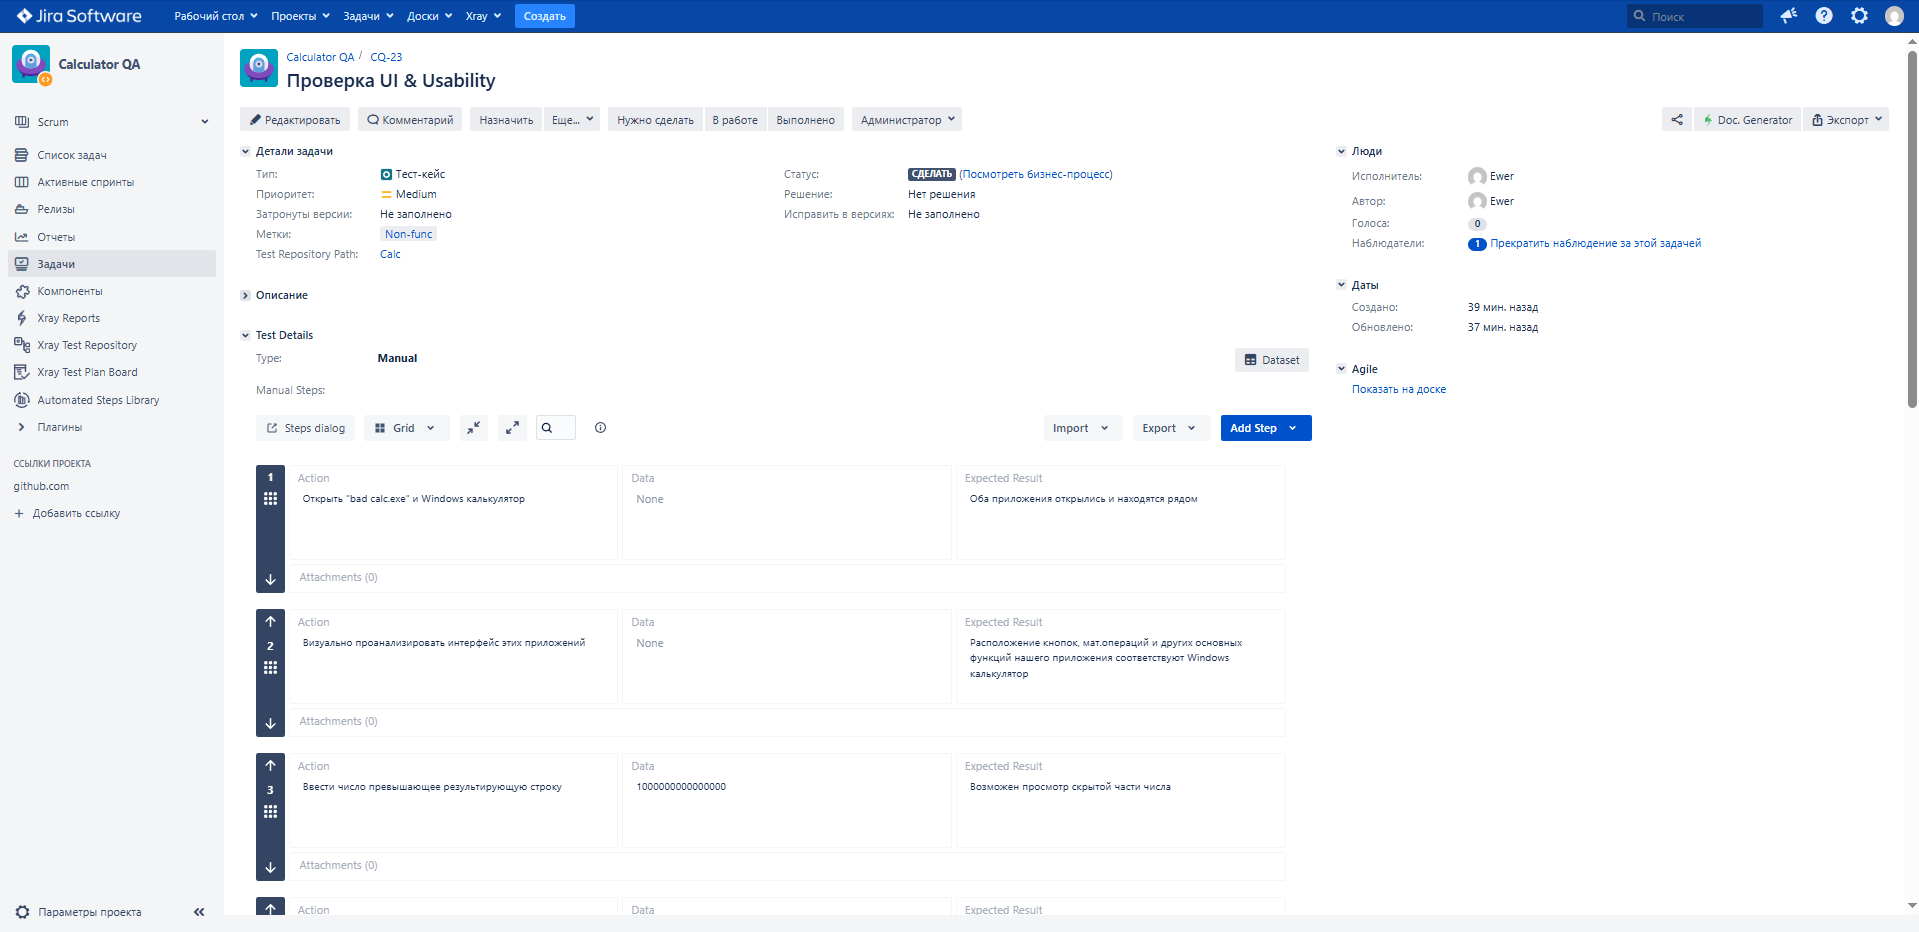 Jira Software
Рабочий стол
Проекты
Задачи
Доски
Xray
Создать
Поиск
Calculator QA
Scrum
Список задач
Активные спринты
Релизы
Отчеты
Задачи
Компоненты
Xray Reports
Xray Test Repository
Xray Test Plan Board
Automated Steps Library
Плагины
ССЫЛКИ ПРОЕКТА
github.com
+ Добавить ссылку
Параметры проекта
Calculator QA / CQ-23
Проверка UI & Usability
Редактировать
Комментарий
Назначить
Еще...
Нужно сделать
В работе
Выполнено
Администратор
Doc. Generator
Экспорт
Детали задачи
Тип: Тест-кейс
Приоритет: Medium
Затронуты версии: Не заполнено
Метки: Non-func
Test Repository Path: Calc
Статус: СДЕЛАТЬ (Посмотреть бизнес-процесс)
Решение: Нет решения
Исправить в версиях: Не заполнено
Описание
Test Details
Type: Manual
Dataset
Manual Steps:
Steps dialog
Grid
Import
Export
Add Step
1
Action
Открыть "bad calc.exe" и Windows калькулятор
Data
None
Expected Result
Оба приложения открылись и находятся рядом
Attachments (0)
2
Action
Визуально проанализировать интерфейс этих приложений
Data
None
Expected Result
Расположение кнопок, мат.операций и других основных
функций нашего приложения соответствуют Windows
калькулятор
Attachments (0)
3
Action
Ввести число превышающее результирующую строку
Data
1000000000000000
Expected Result
Возможен просмотр скрытой части числа
Attachments (0)
Action
Data
Expected Result
Люди
Исполнитель: Ewer
Автор: Ewer
Голоса: 0
Наблюдатели: 1 Прекратить наблюдение за этой задачей
Даты
Создано: 39 мин. назад
Обновлено: 37 мин. назад
Agile
Показать на доске